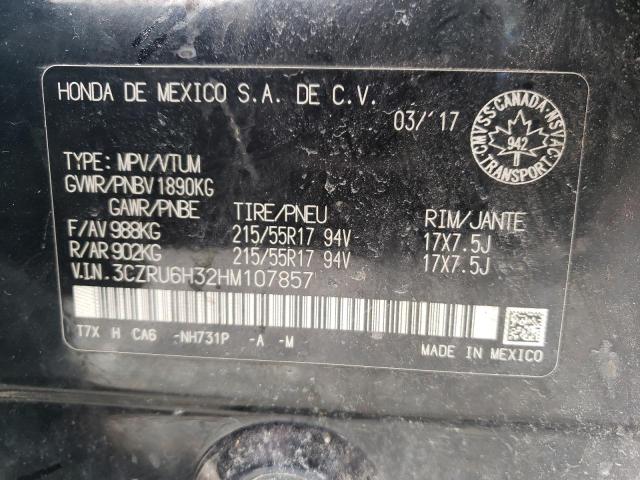 HONDA DE MEXICO S.A. DE C.V.
03/'17
CMVSS·CANADA·NSVAC
942
TRANSPORT
TYPE: MPV/VTUM
GVWR/PNBV 1890KG
GAWR/PNBE TIRE/PNEU RIM/JANTE
F/AV 988KG 215/55R17 94V 17X7.5J
R/AR 902KG 215/55R17 94V 17X7.5J
V.I.N. 3CZRU6H32HM107857
T7X H CA6 -NH731P -A -M
MADE IN MEXICO